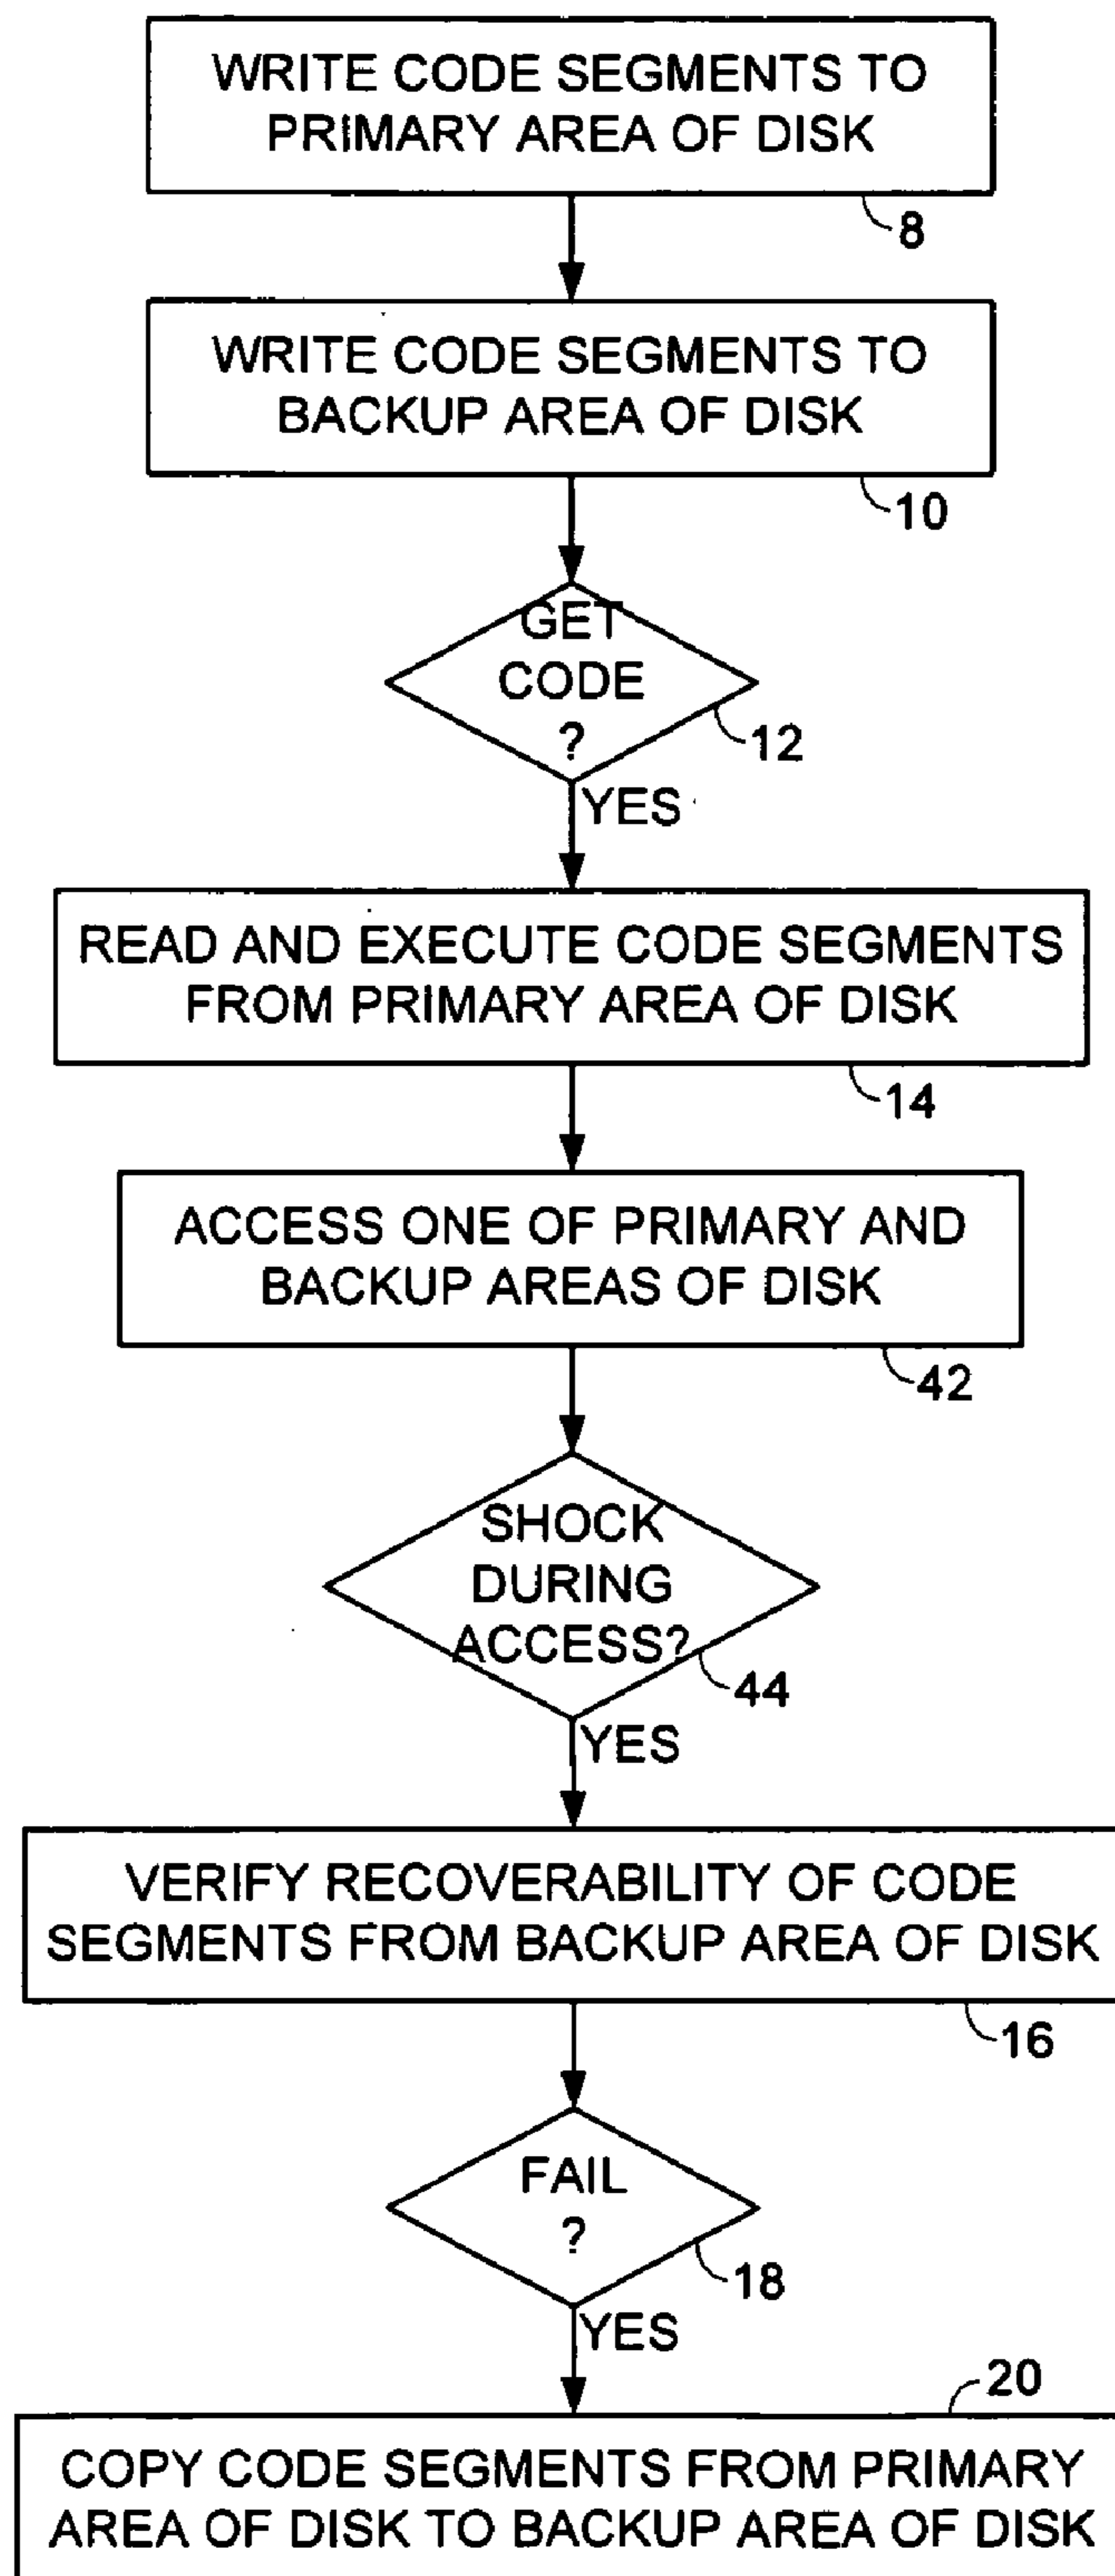 WRITE CODE SEGMENTS TO
PRIMARY AREA OF DISK
8
WRITE CODE SEGMENTS TO
BACKUP AREA OF DISK
10
GET
CODE
?
12
YES
READ AND EXECUTE CODE SEGMENTS
FROM PRIMARY AREA OF DISK
14
ACCESS ONE OF PRIMARY AND
BACKUP AREAS OF DISK
42
SHOCK
DURING
ACCESS?
44
YES
VERIFY RECOVERABILITY OF CODE
SEGMENTS FROM BACKUP AREA OF DISK
16
FAIL
?
18
YES
20
COPY CODE SEGMENTS FROM PRIMARY
AREA OF DISK TO BACKUP AREA OF DISK